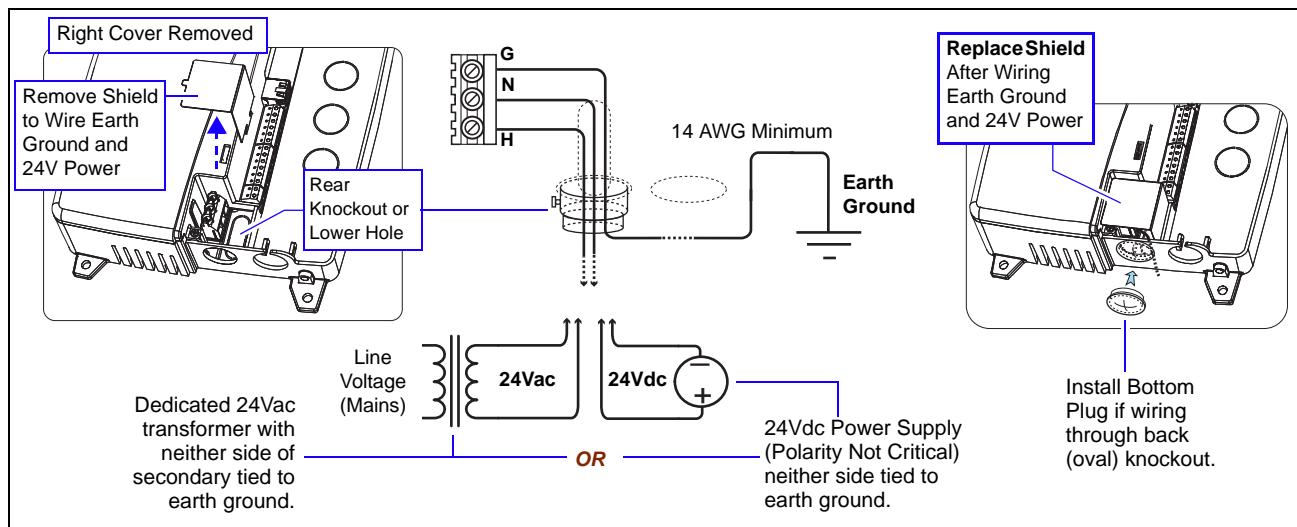 Right Cover Removed
Remove Shield
to Wire Earth
Ground and
24V Power
Rear
Knockout or
Lower Hole
G
N
H
14 AWG Minimum
Earth
Ground
Replace Shield
After Wiring
Earth Ground
and 24V Power
Line
Voltage
(Mains)
24Vac
24Vdc
Dedicated 24Vac
transformer with
neither side of
secondary tied to
earth ground.
OR
24Vdc Power Supply
(Polarity Not Critical)
neither side tied to
earth ground.
Install Bottom
Plug if wiring
through back
(oval) knockout.